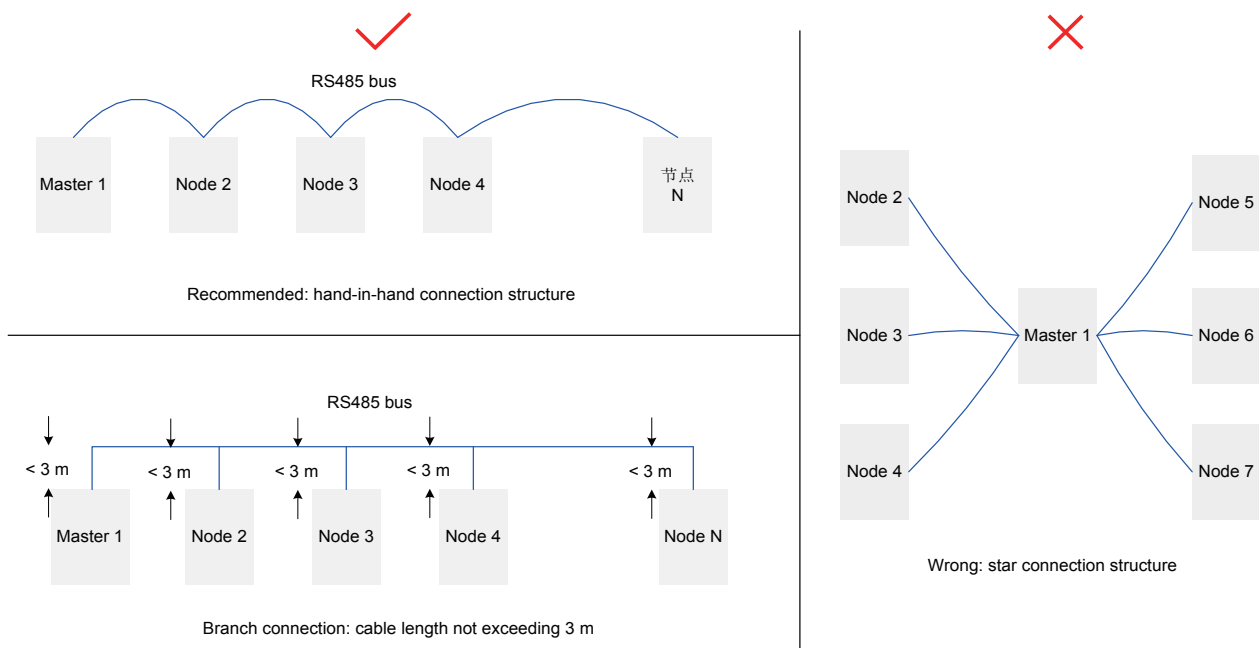 RS485 bus
Master 1
Node 2
Node 3
Node 4
节点
N
Recommended: hand-in-hand connection structure
RS485 bus
< 3 m
< 3 m
< 3 m
< 3 m
< 3 m
Master 1
Node 2
Node 3
Node 4
Node N
Branch connection: cable length not exceeding 3 m
Node 2
Node 5
Node 3
Master 1
Node 6
Node 4
Node 7
Wrong: star connection structure